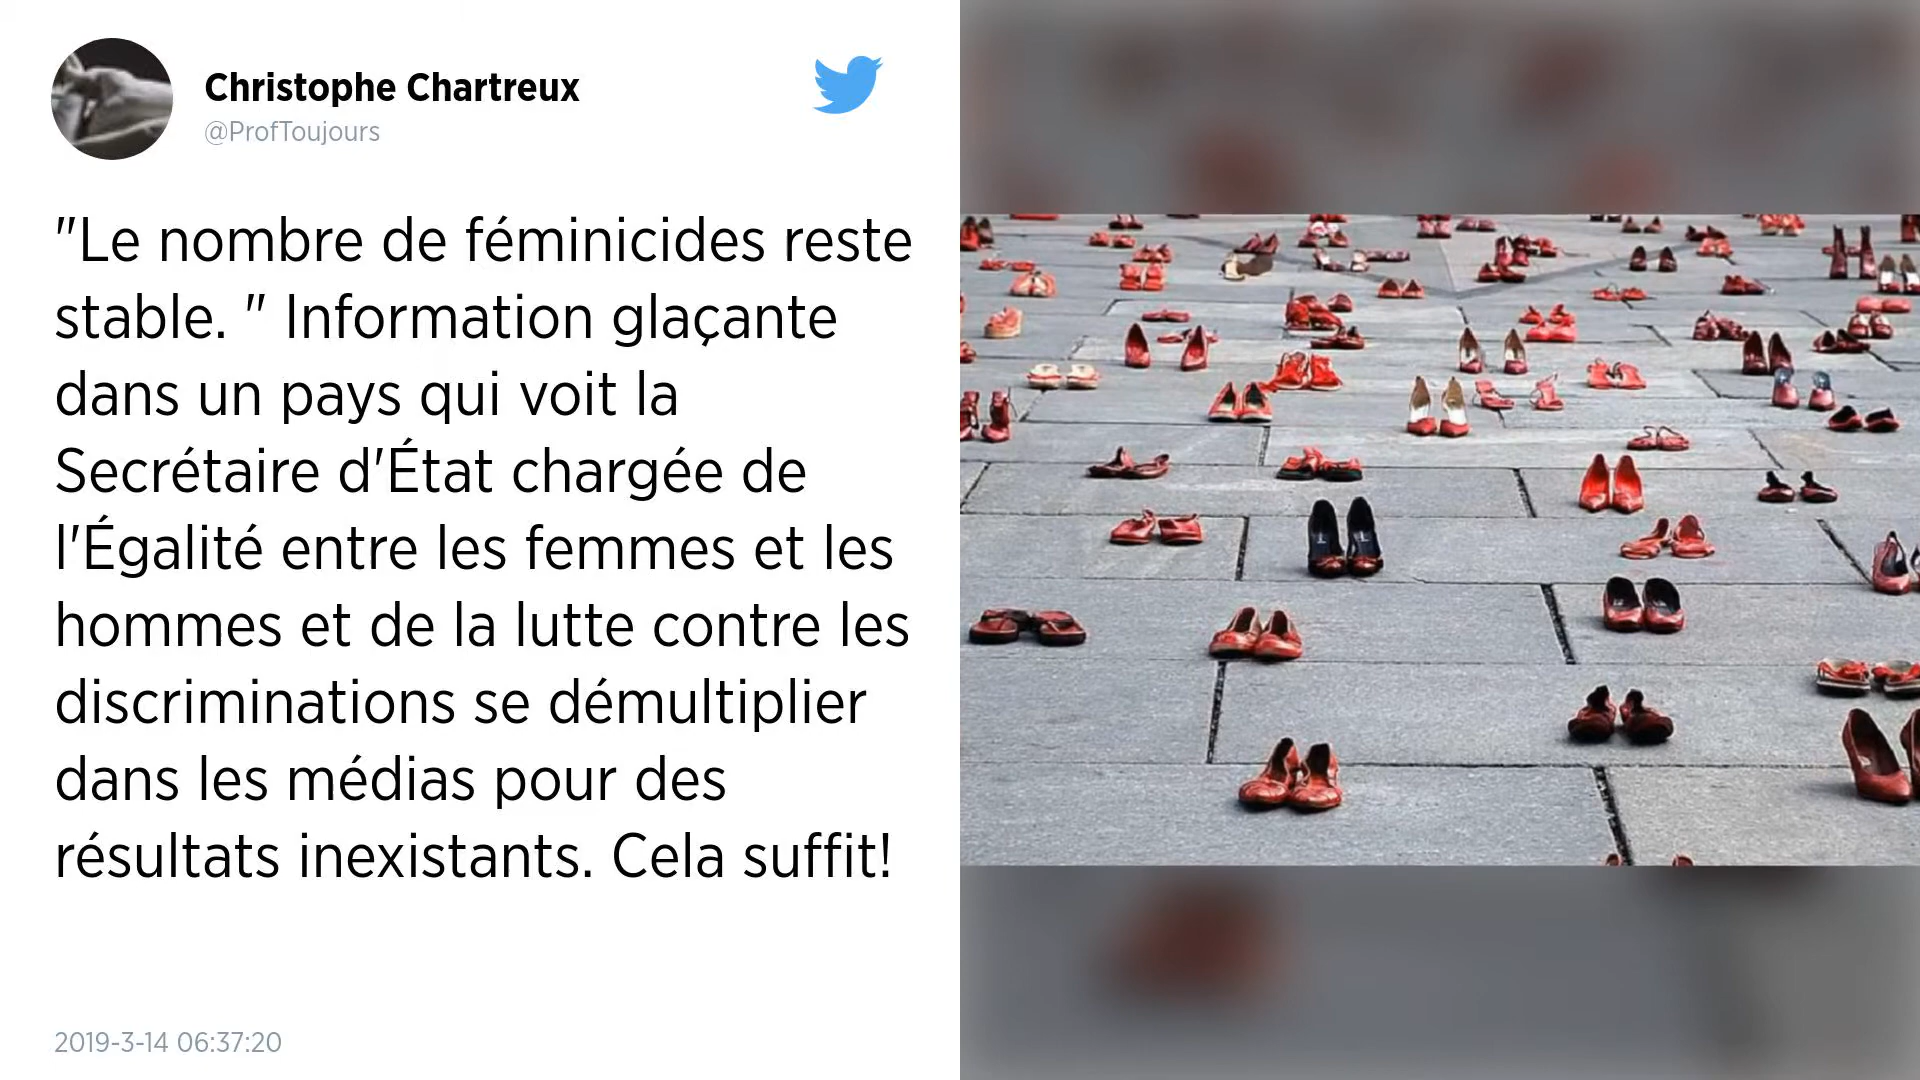 Christophe Chartreux
@ProfToujours
"Le nombre de féminicides reste
stable. " Information glaçante
dans un pays qui voit la
Secrétaire d'État chargée de
l'Égalité entre les femmes et les
hommes et de la lutte contre les
discriminations se démultiplier
dans les médias pour des
résultats inexistants. Cela suffit!
2019-3-14 06:37:20